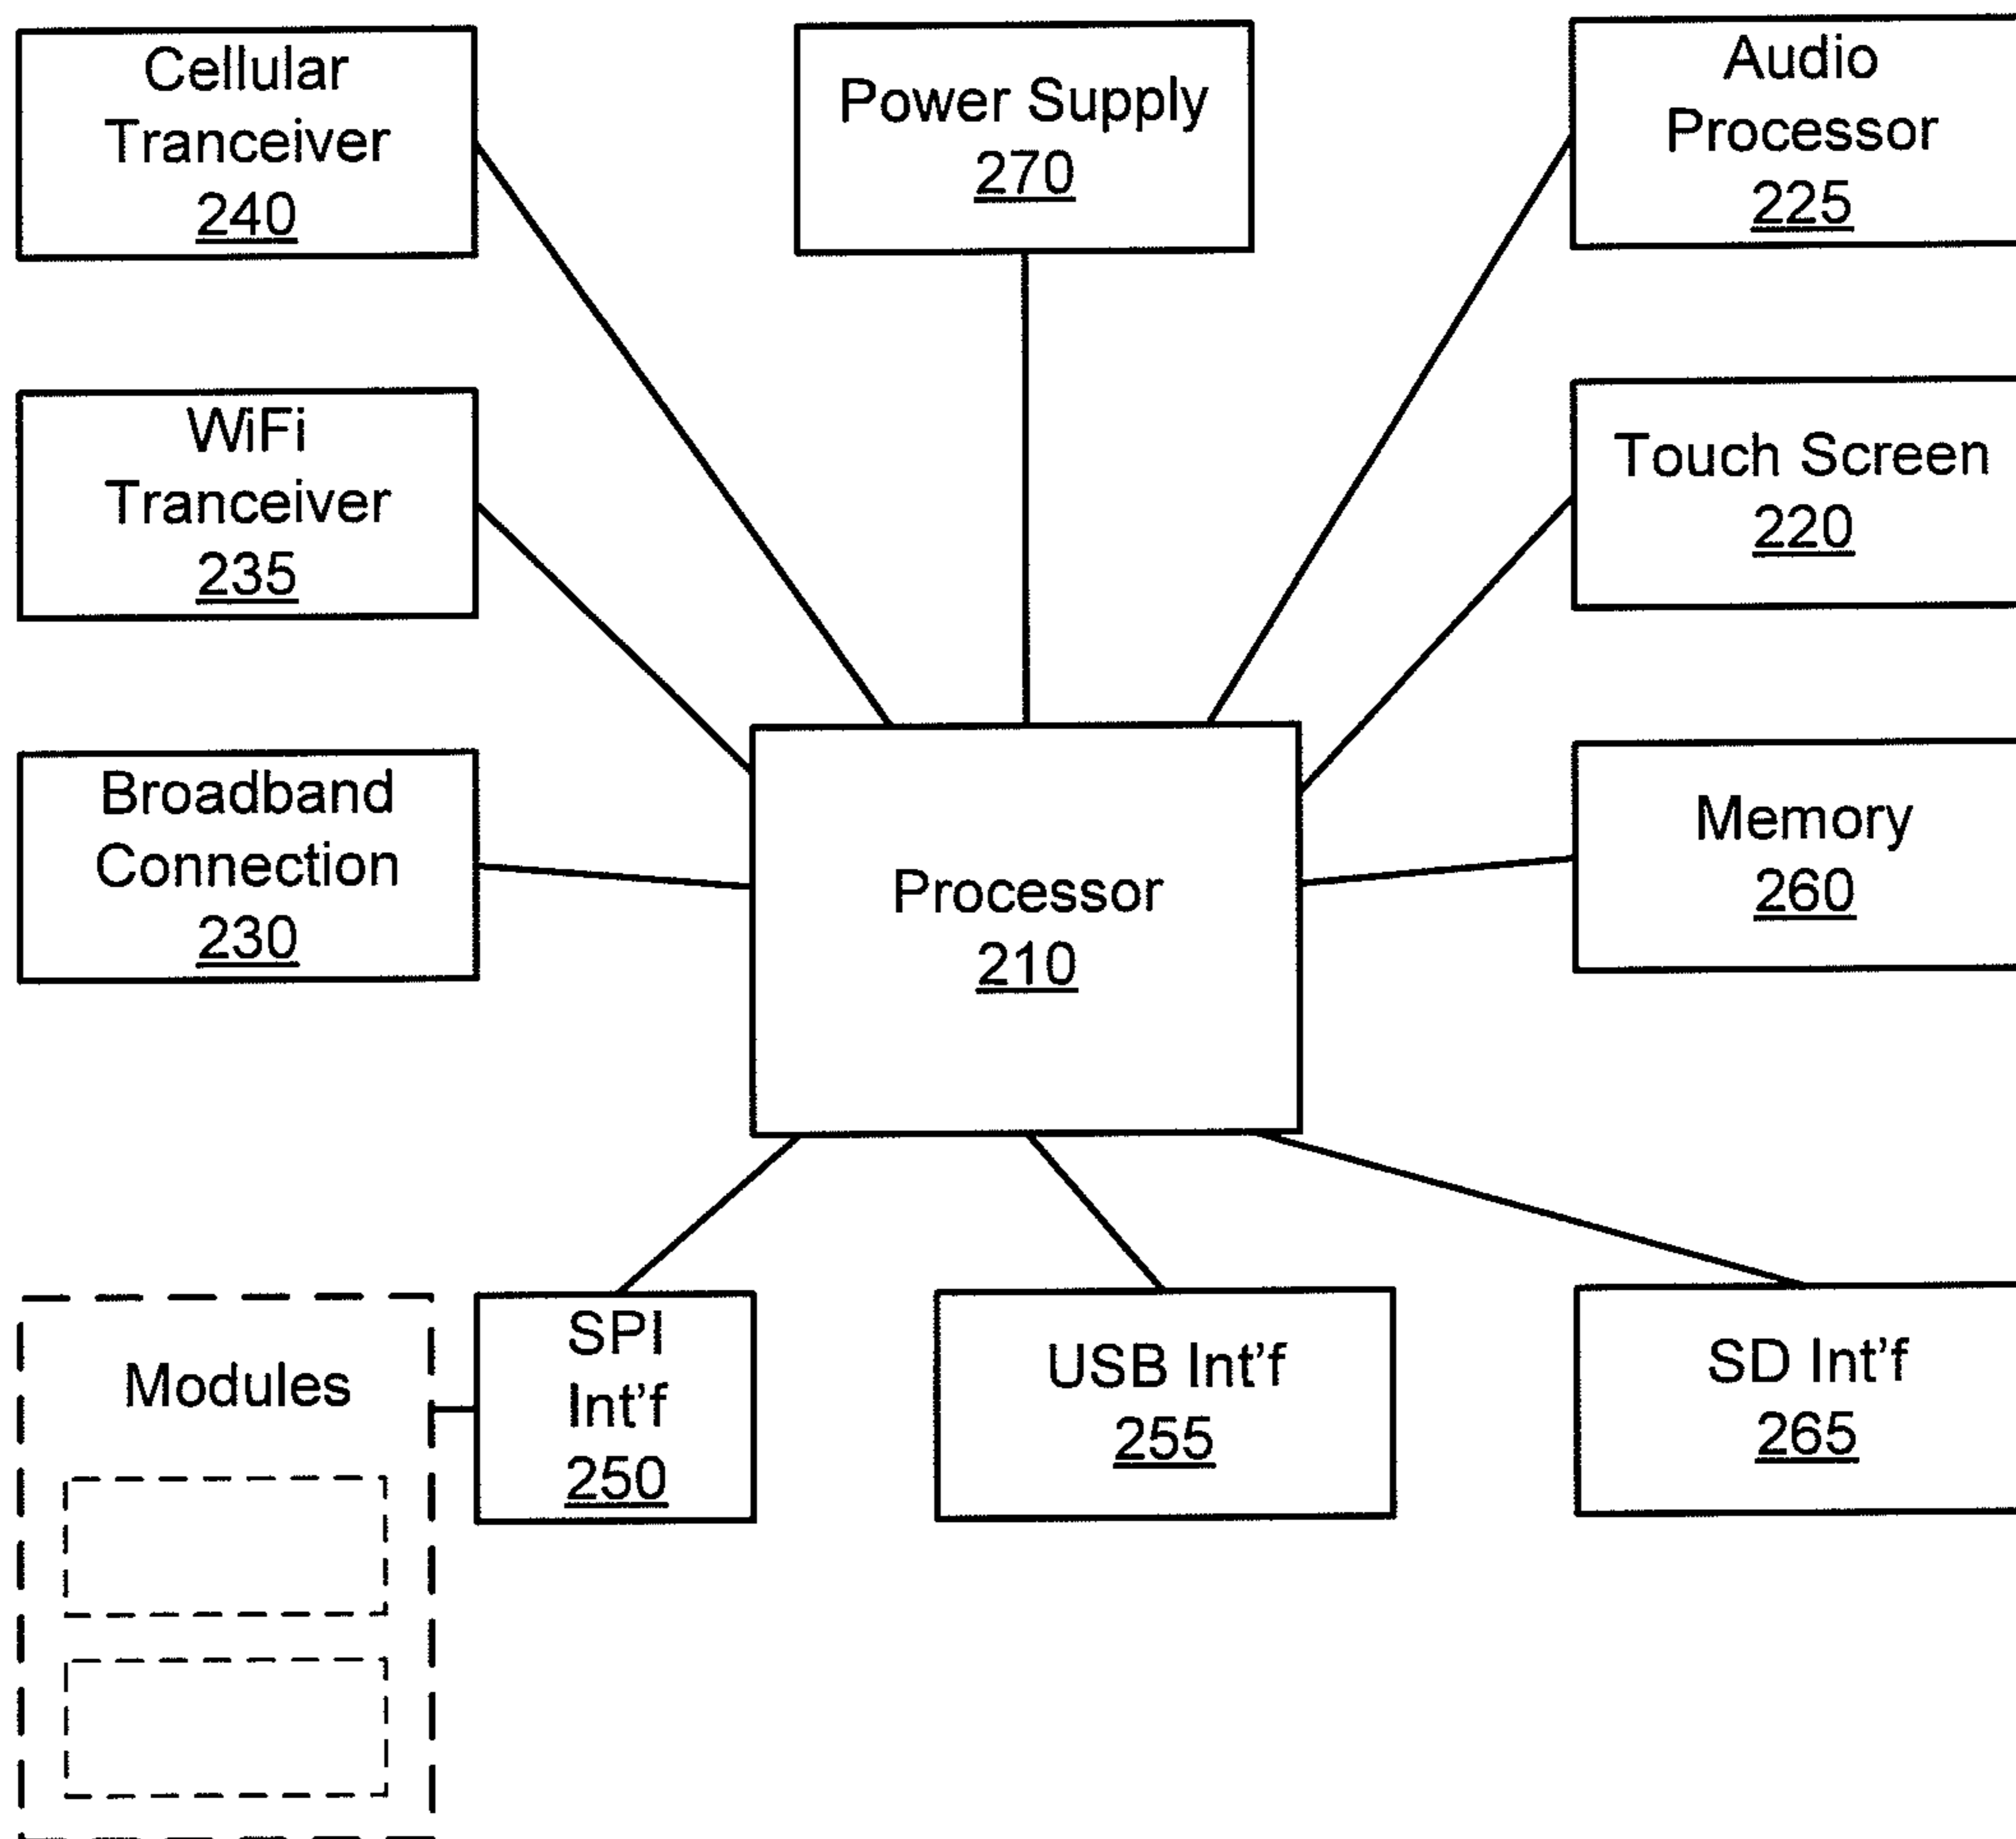 Cellular
Tranceiver
240
Power Supply
270
Audio
Processor
225
WiFi
Tranceiver
235
Touch Screen
220
Broadband
Connection
230
Processor
210
Memory
260
Modules
SPI
Int'f
250
USB Int'f
255
SD Int'f
265